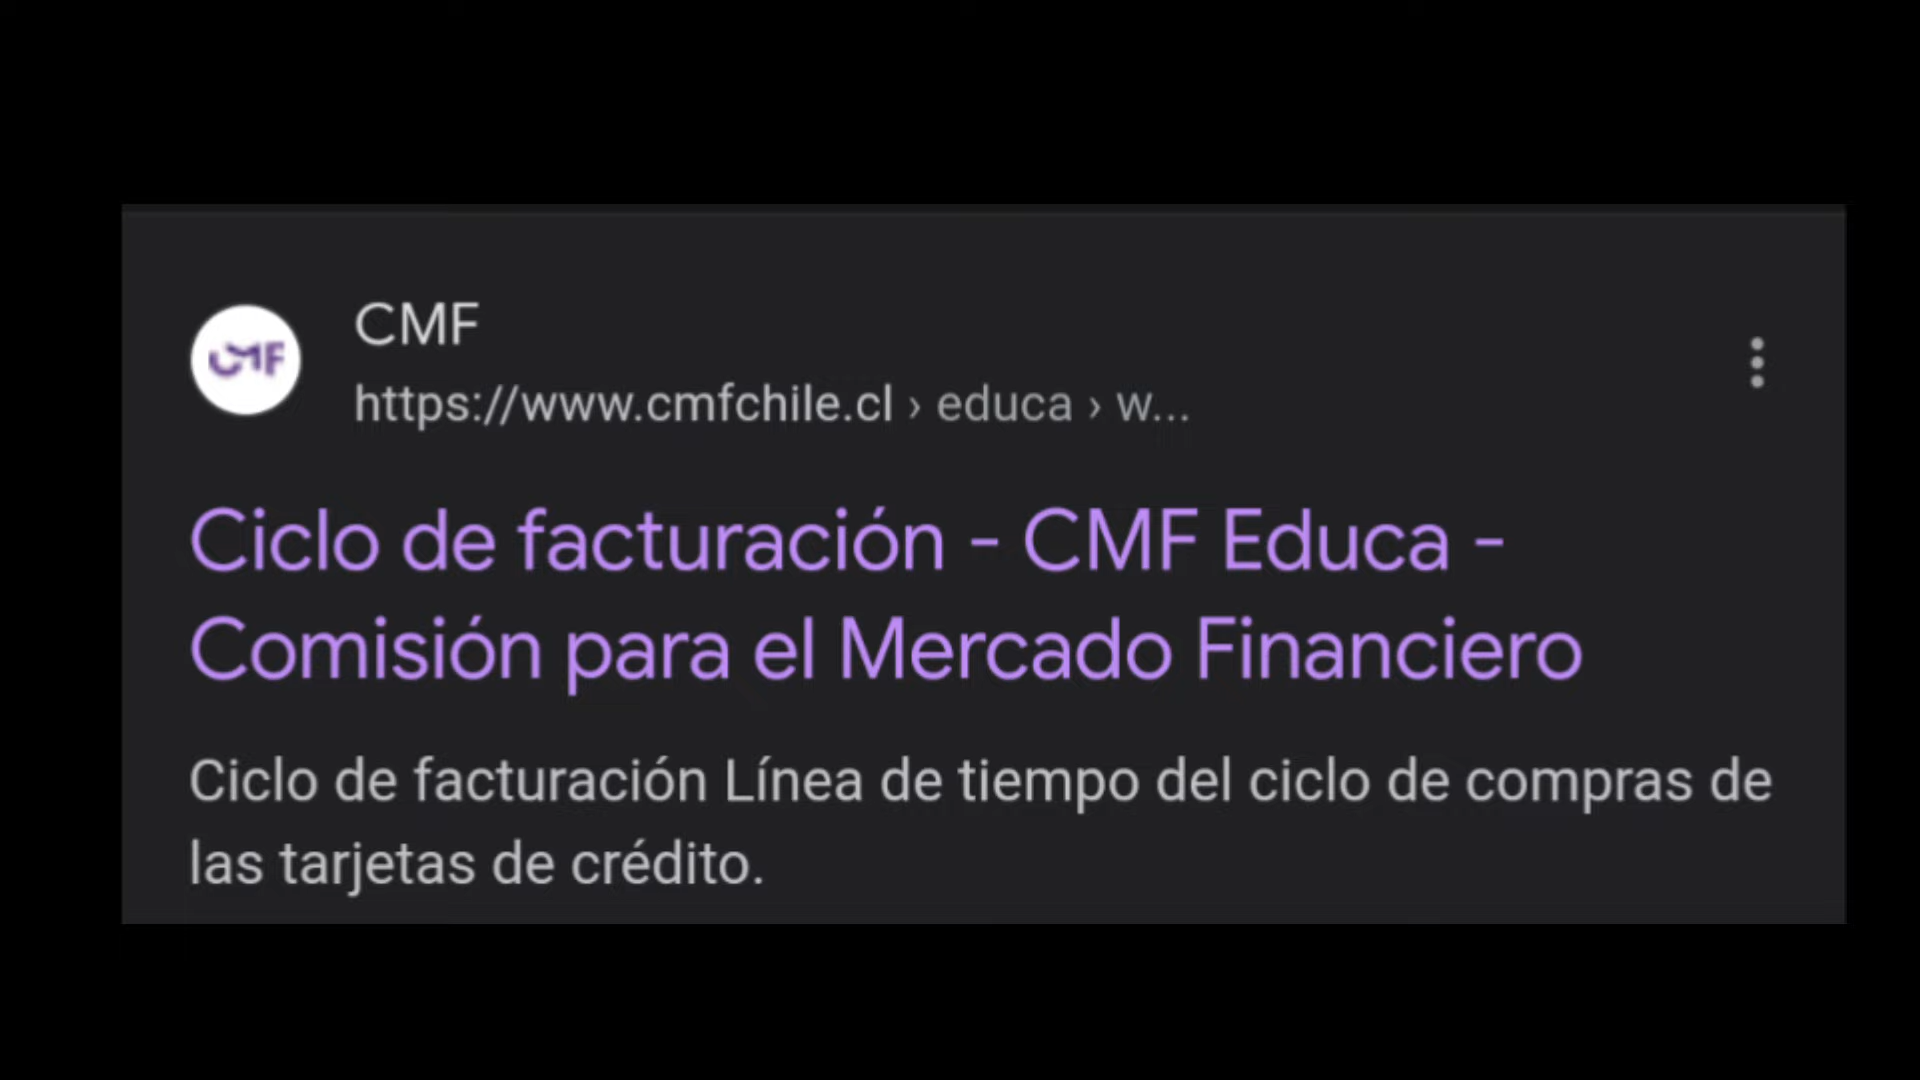 CMF
CMF
https://www.cmfchile.cl › educa › w...
Ciclo de facturación - CMF Educa -
Comisión para el Mercado Financiero
Ciclo de facturación Línea de tiempo del ciclo de compras de
las tarjetas de crédito.